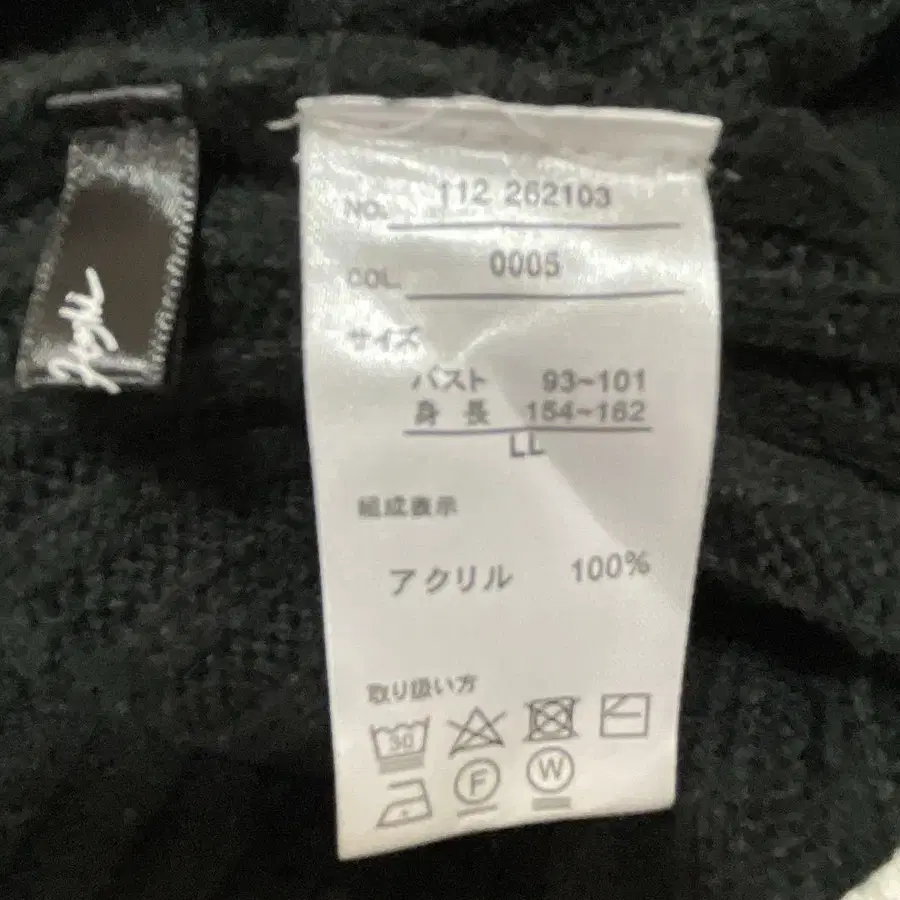 NO. 112 262103
COL. 0005
サイズ
バスト 93~101
身長 154~162
LL
組成表示
アクリル 100%
取り扱い方
30
F
W